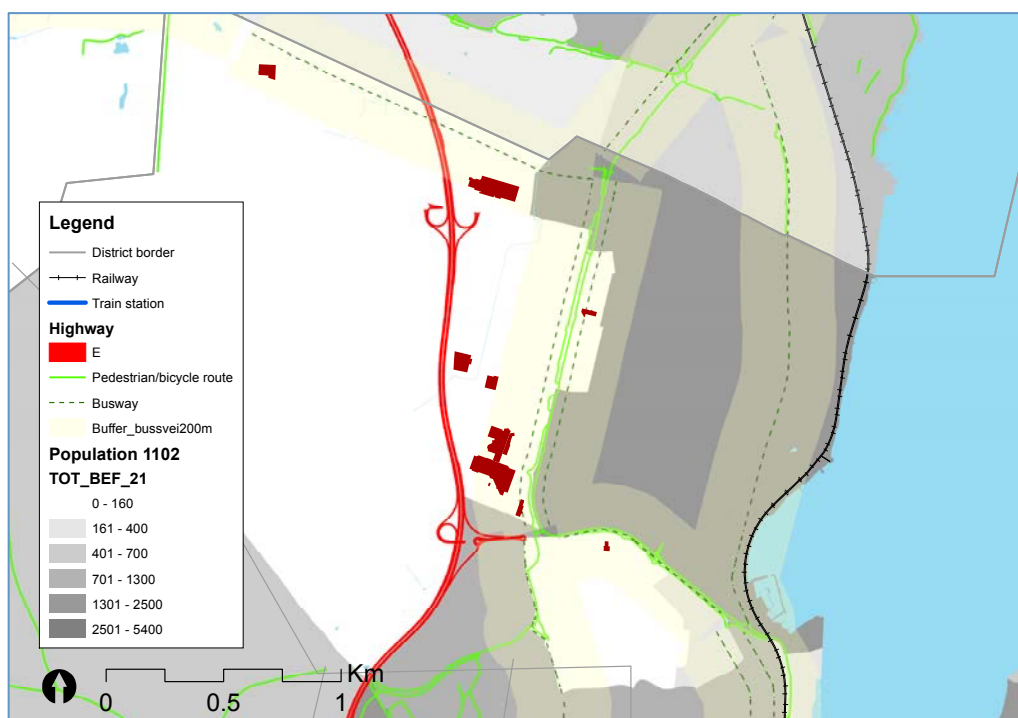 Legend
District border
Railway
Train station
Highway
E
Pedestrian/bicycle route
Busway
Buffer_bussvei200m
Population 1102
TOT_BEF_21
0 - 160
161 - 400
401 - 700
701 - 1300
1301 - 2500
2501 - 5400
Km
0 0.5 1